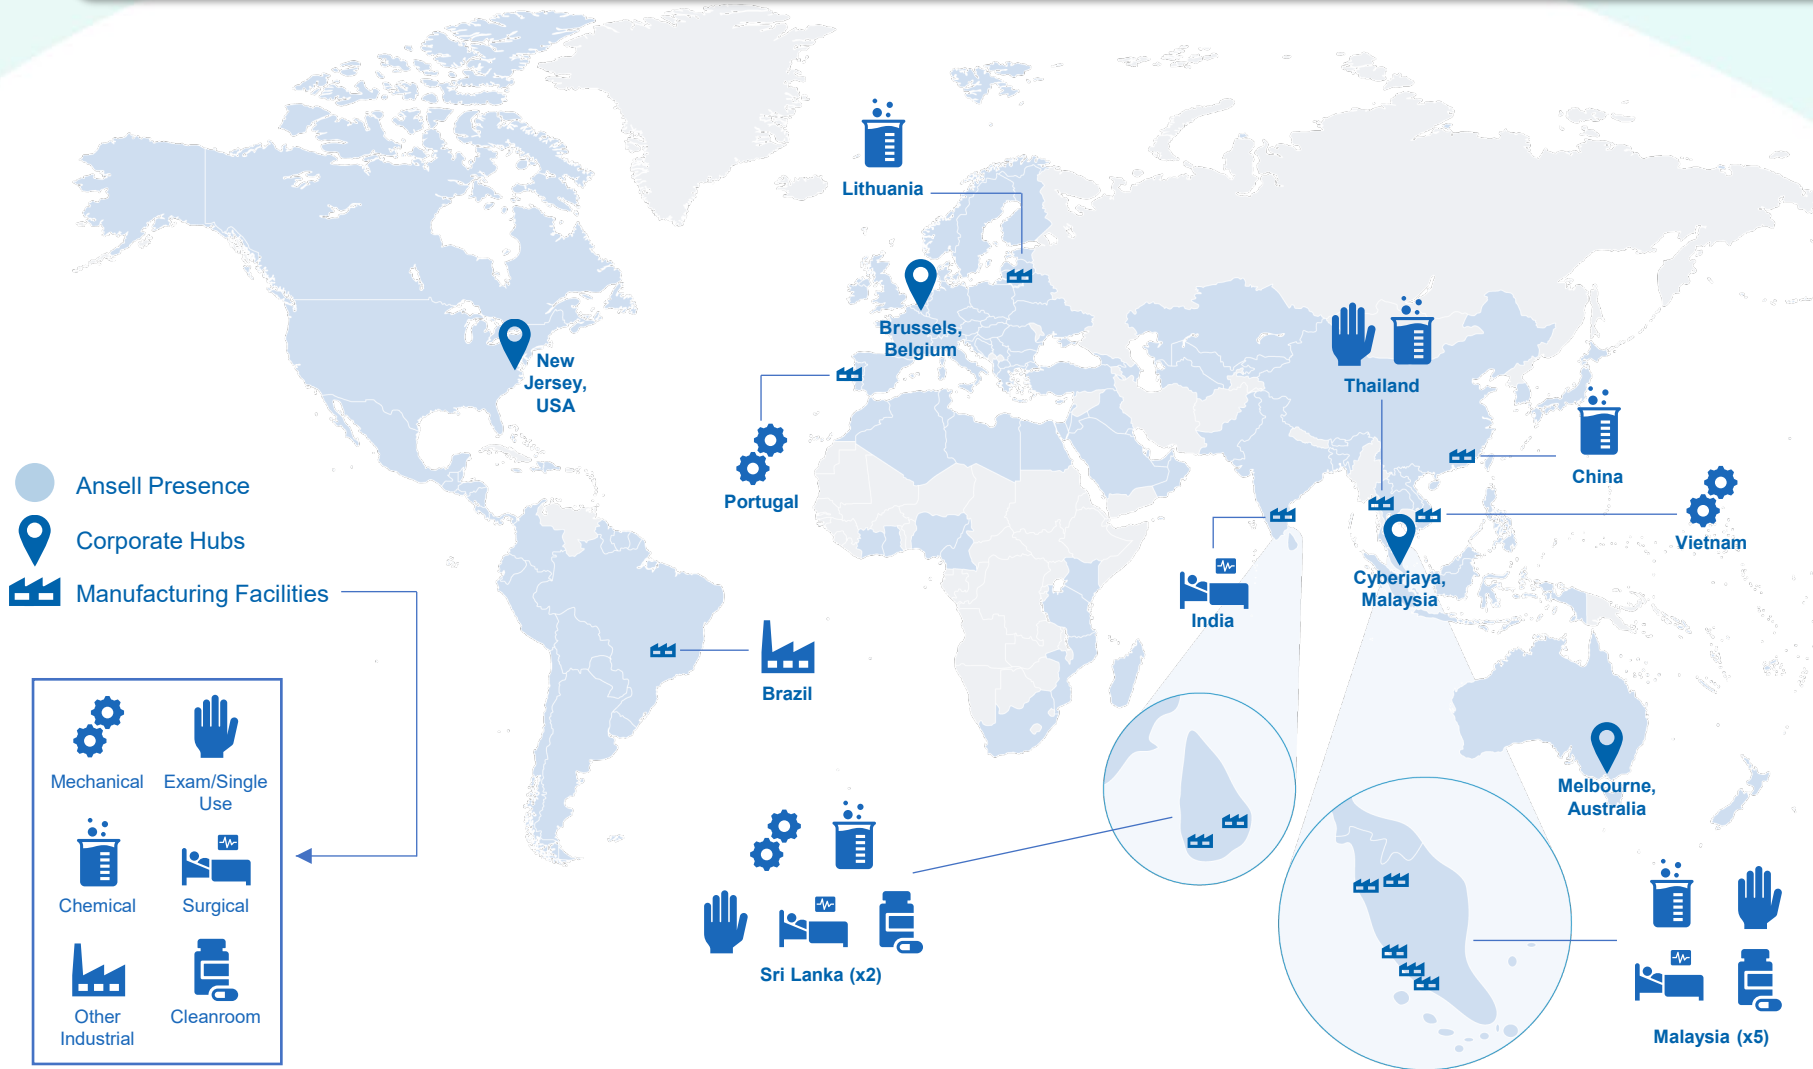 Lithuania
Brussels,
Belgium
New
Jersey,
USA
Thailand
China
Portugal
Vietnam
Ansell Presence
Corporate Hubs
Manufacturing Facilities
Cyberjaya,
Malaysia
India
Brazil
Mechanical
Exam/Single
Use
Chemical
Surgical
Other
Industrial
Cleanroom
Melbourne,
Australia
Sri Lanka (x2)
Malaysia (x5)